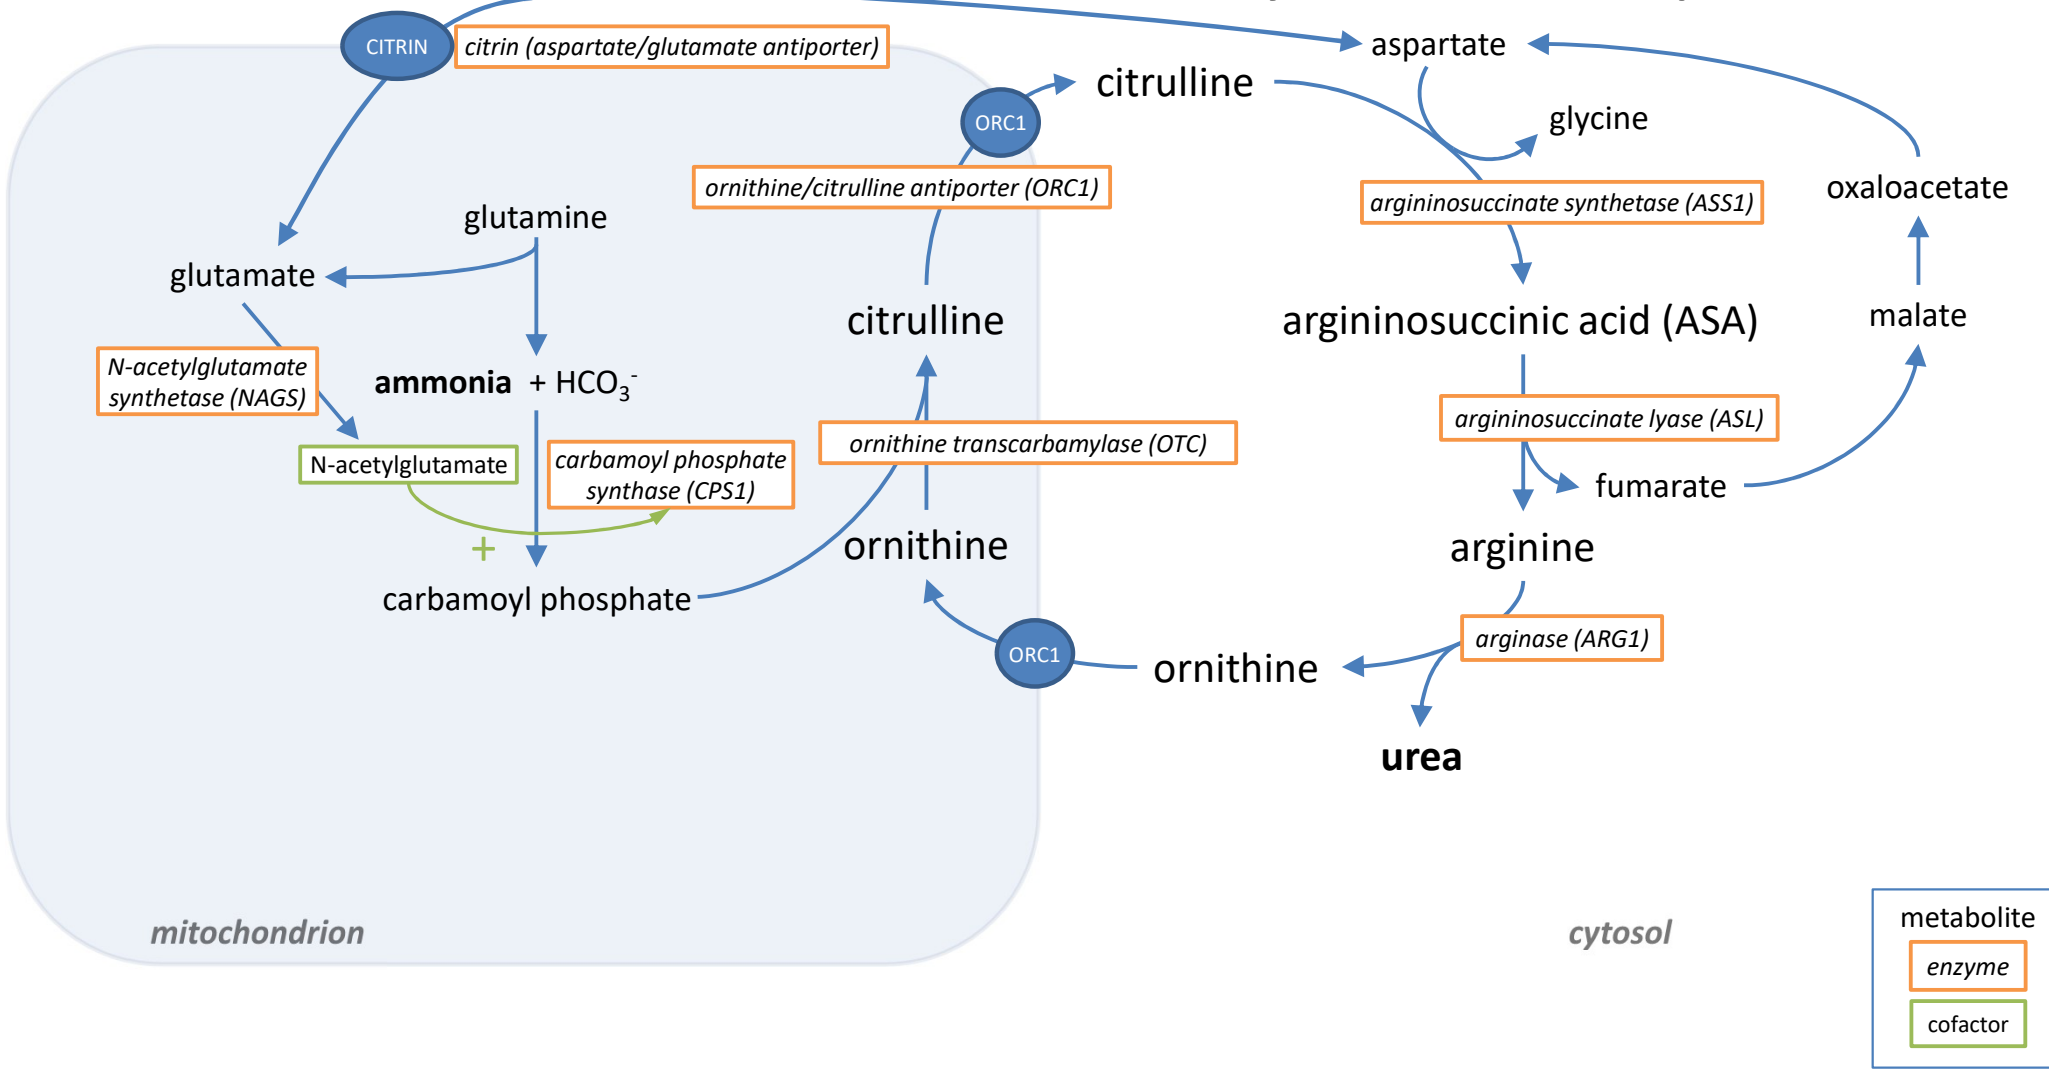 CITRIN
citrin (aspartate/glutamate antiporter)
aspartate
citrulline
ORC1
glycine
ornithine/citrulline antiporter (ORC1)
argininosuccinate synthetase (ASS1)
oxaloacetate
glutamine
glutamate
citrulline
argininosuccinic acid (ASA)
malate
N-acetylglutamate
synthetase (NAGS)
ammonia + HCO₃⁻
argininosuccinate lyase (ASL)
ornithine transcarbamylase (OTC)
N-acetylglutamate
carbamoyl phosphate
synthase (CPS1)
fumarate
+
ornithine
arginine
carbamoyl phosphate
arginase (ARG1)
ORC1
ornithine
urea
mitochondrion
cytosol
metabolite
enzyme
cofactor